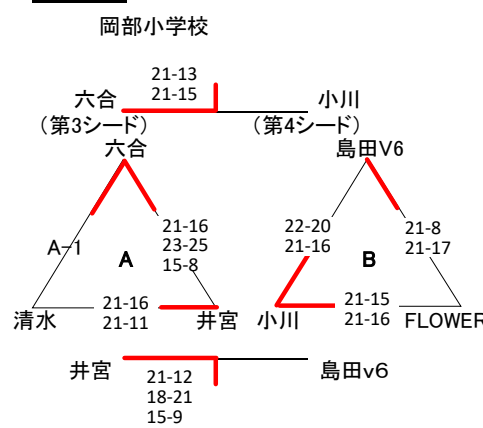 岡部小学校
21-13
21-15
六合
小川
(第3シード)
(第4シード)
六合
島田V6
21-16
23-25
15-8
22-20
21-16
21-8
21-17
A-1
A
B
21-16
21-11
21-15
21-16
清水
井宮
小川
FLOWER
井宮
島田v6
21-12
18-21
15-9